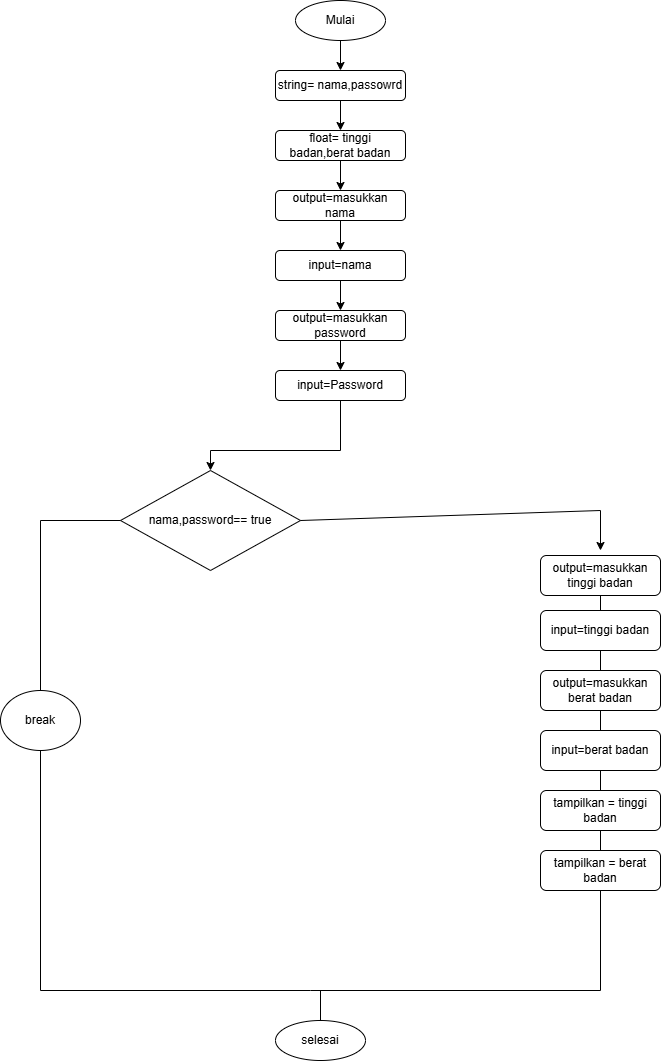 Mulai
string= nama,passowrd
float= tinggi
badan,berat badan
output=masukkan
nama
input=nama
output=masukkan
password
input=Password
nama,password== true
output=masukkan
tinggi badan
input=tinggi badan
output=masukkan
berat badan
break
input=berat badan
tampilkan = tinggi
badan
tampilkan = berat
badan
selesai